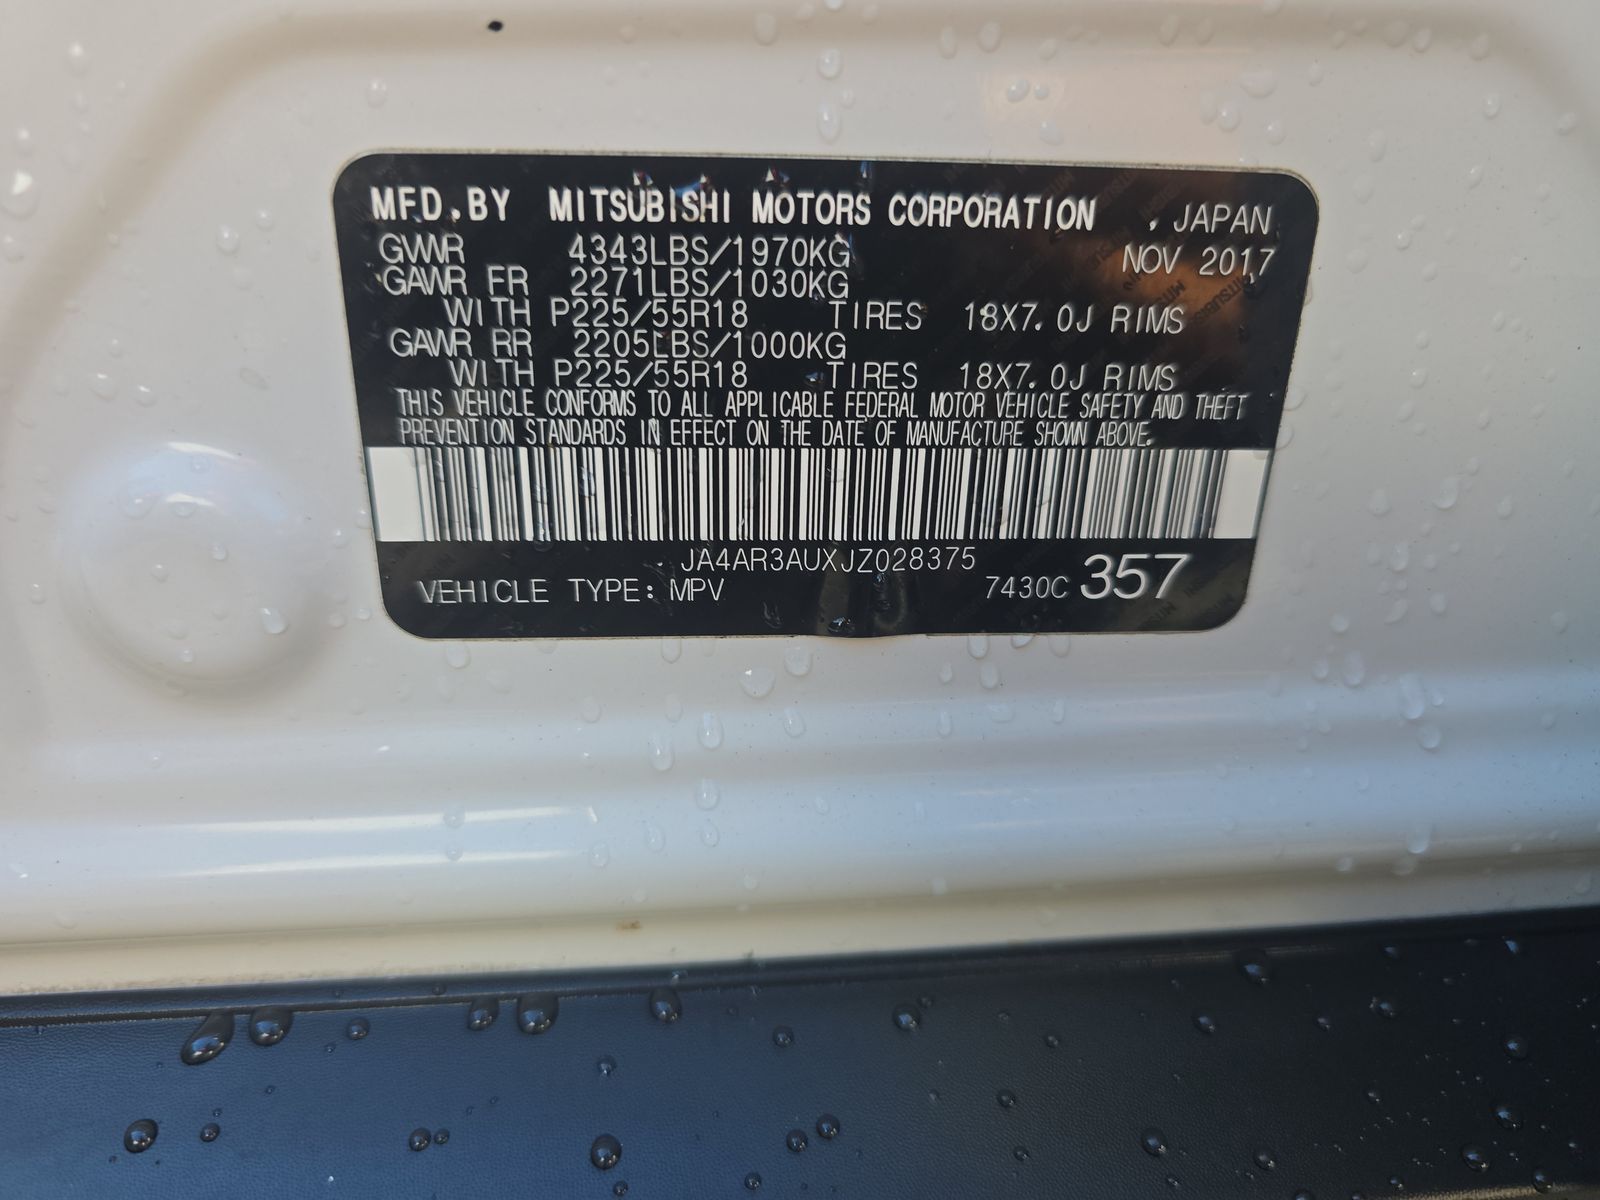 MFD.BY MITSUBISHI MOTORS CORPORATION , JAPAN
GVWR 4343LBS/1970KG NOV 2017
GAWR FR 2271LBS/1030KG
WITH P225/55R18 TIRES 18X7.0J RIMS
GAWR RR 2205LBS/1000KG
WITH P225/55R18 TIRES 18X7.0J RIMS
THIS VEHICLE CONFORMS TO ALL APPLICABLE FEDERAL MOTOR VEHICLE SAFETY AND THEFT
PREVENTION STANDARDS IN EFFECT ON THE DATE OF MANUFACTURE SHOWN ABOVE.
JA4AR3AUXJZ028375
VEHICLE TYPE: MPV 7430C 357